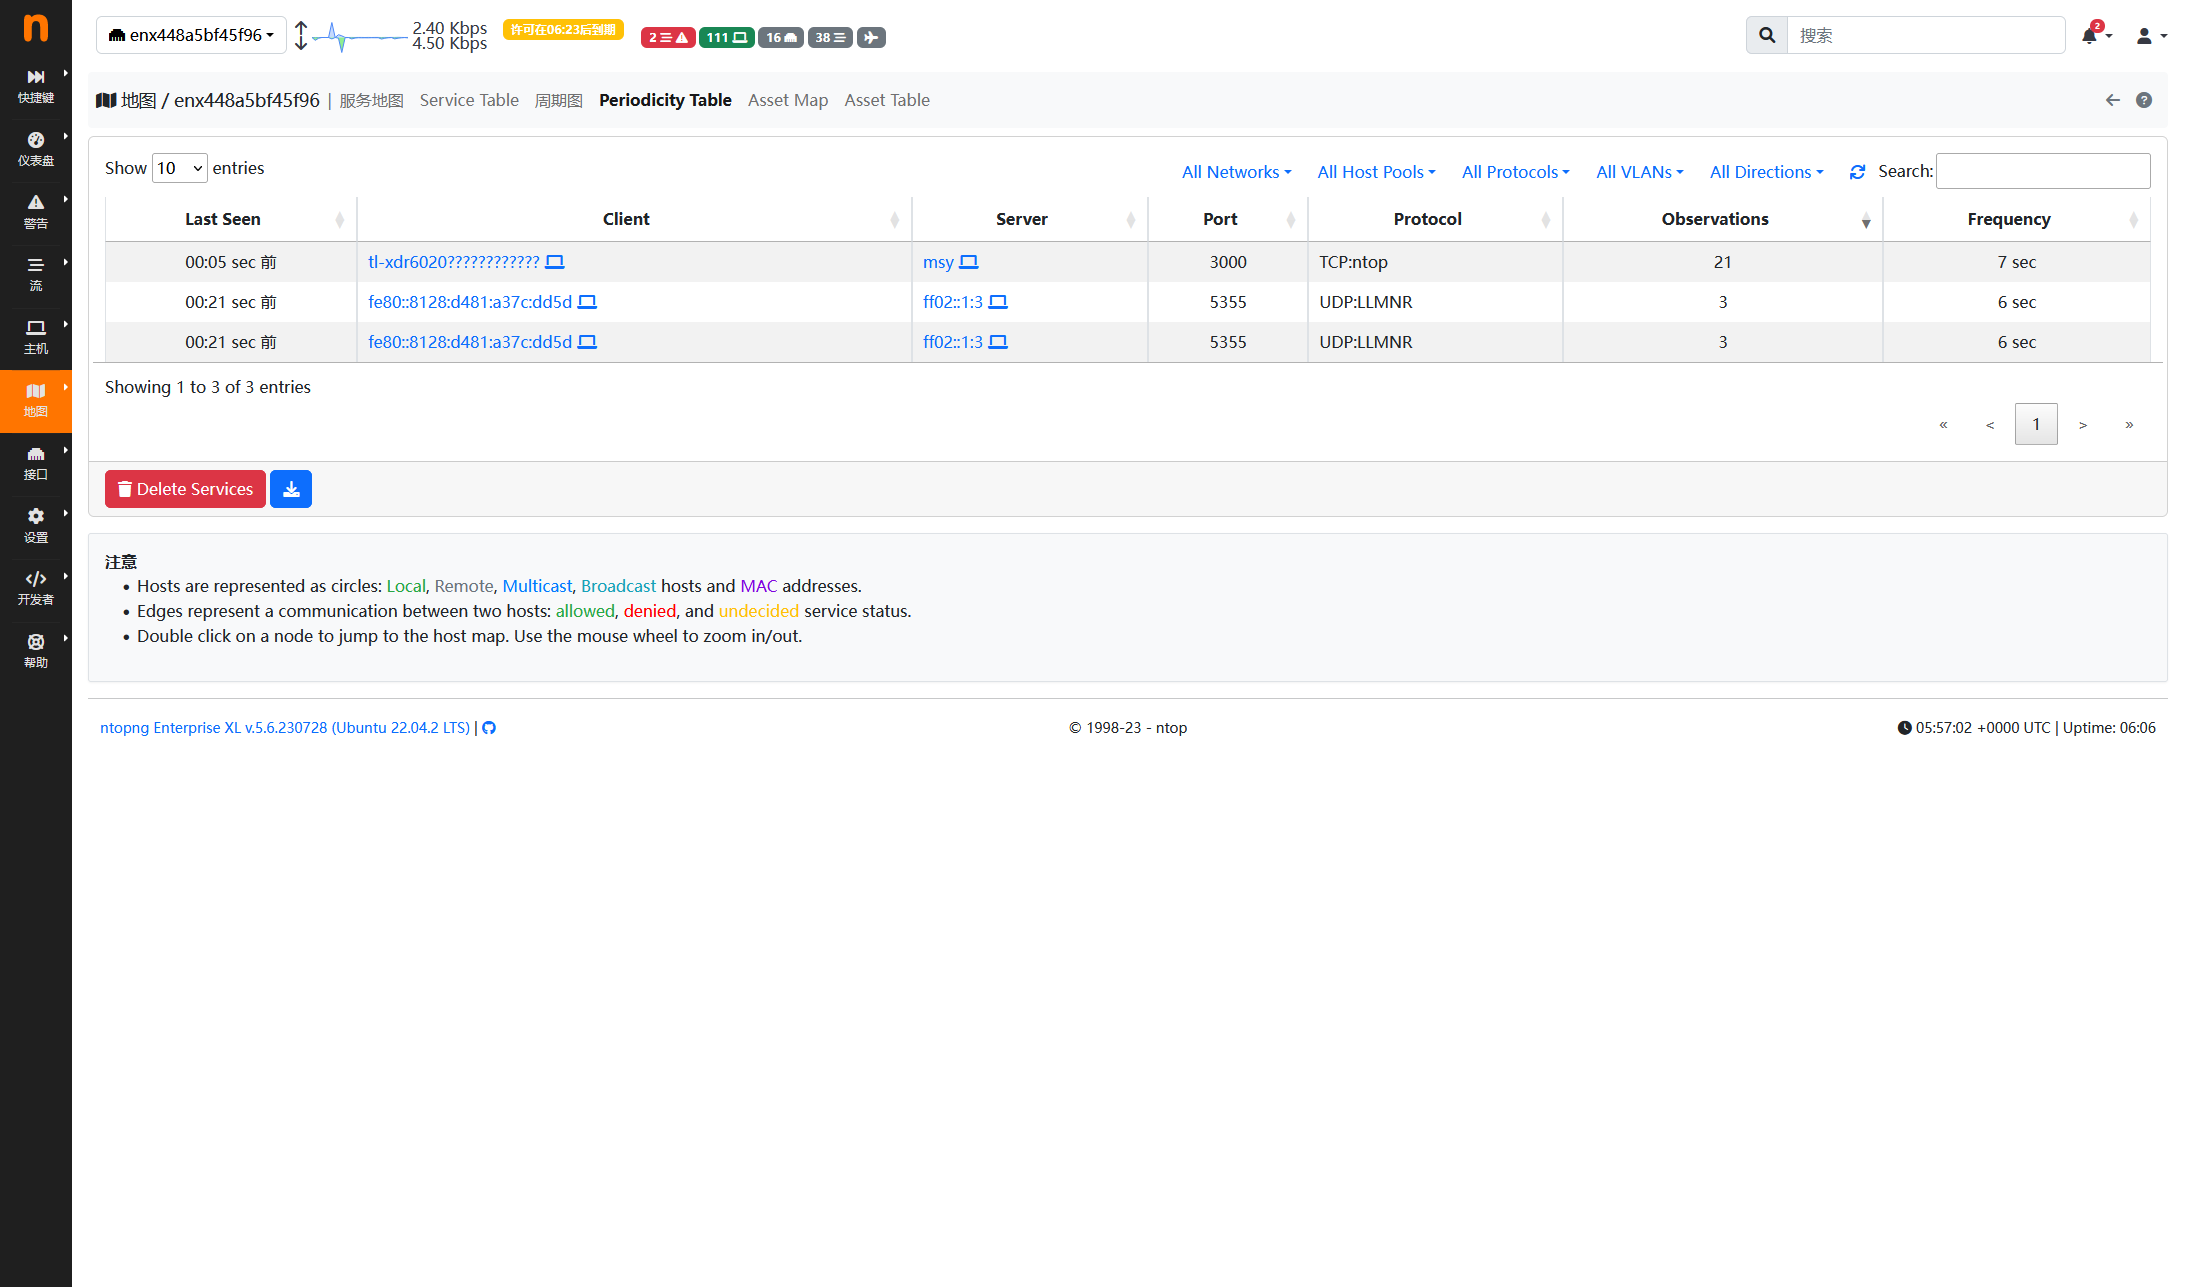 n
enx448a5bf45f96
2.40 Kbps
4.50 Kbps
许可在06:23后到期
2
111
16
38
搜索
2
快捷键
仪表盘
警告
流
主机
地图
接口
设置
开发者
帮助
地图 / enx448a5bf45f96 | 服务地图 Service Table 周期图 Periodicity Table Asset Map Asset Table
Show 10 entries
All Networks All Host Pools All Protocols All VLANs All Directions Search:
Last Seen Client Server Port Protocol Observations Frequency
00:05 sec 前 tl-xdr6020???????????? msy 3000 TCP:ntop 21 7 sec
00:21 sec 前 fe80::8128:d481:a37c:dd5d ff02::1:3 5355 UDP:LLMNR 3 6 sec
00:21 sec 前 fe80::8128:d481:a37c:dd5d ff02::1:3 5355 UDP:LLMNR 3 6 sec
Showing 1 to 3 of 3 entries
« < 1 > »
Delete Services
注意
• Hosts are represented as circles: Local, Remote, Multicast, Broadcast hosts and MAC addresses.
• Edges represent a communication between two hosts: allowed, denied, and undecided service status.
• Double click on a node to jump to the host map. Use the mouse wheel to zoom in/out.
ntopng Enterprise XL v.5.6.230728 (Ubuntu 22.04.2 LTS) |
© 1998-23 - ntop
05:57:02 +0000 UTC | Uptime: 06:06